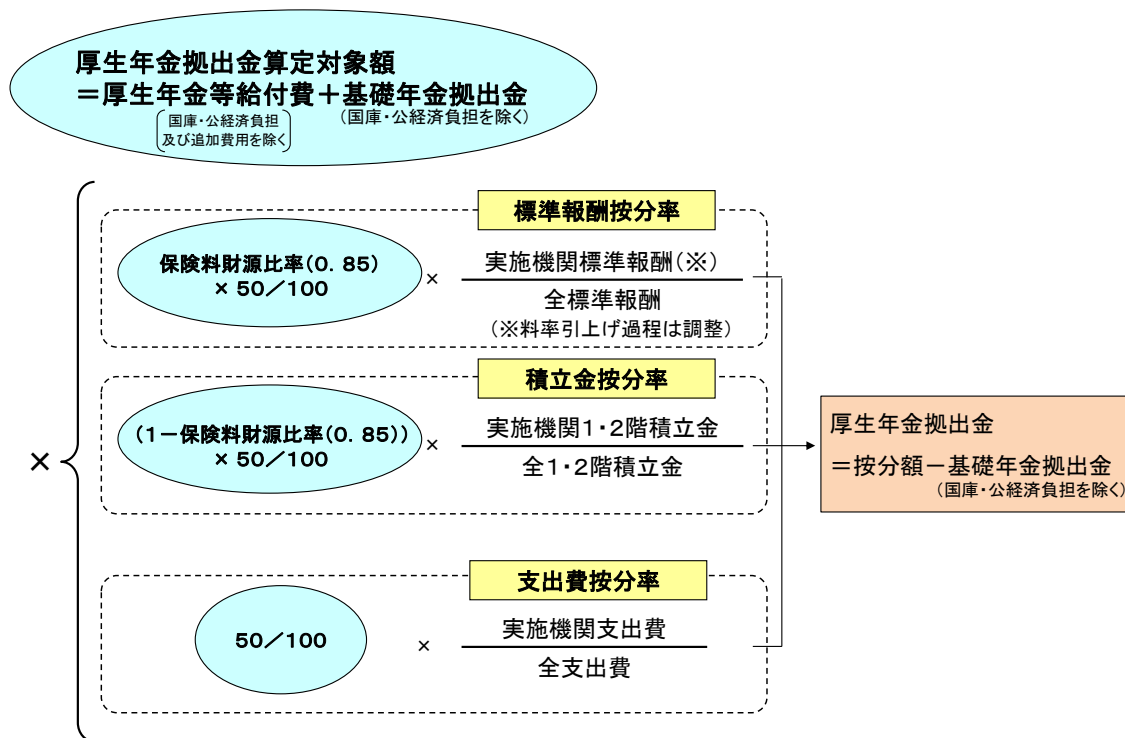 厚生年金拠出金算定対象額
＝厚生年金等給付費＋基礎年金拠出金
国庫・公経済負担
及び追加費用を除く
（国庫・公経済負担を除く）
×
標準報酬按分率
保険料財源比率（０．８５）
× ５０／１００
×
実施機関標準報酬（※）
全標準報酬
（※料率引上げ過程は調整）
積立金按分率
（１－保険料財源比率（０．８５））
× ５０／１００
×
実施機関１・２階積立金
全１・２階積立金
支出費按分率
５０／１００
×
実施機関支出費
全支出費
厚生年金拠出金
＝按分額－基礎年金拠出金
（国庫・公経済負担を除く）